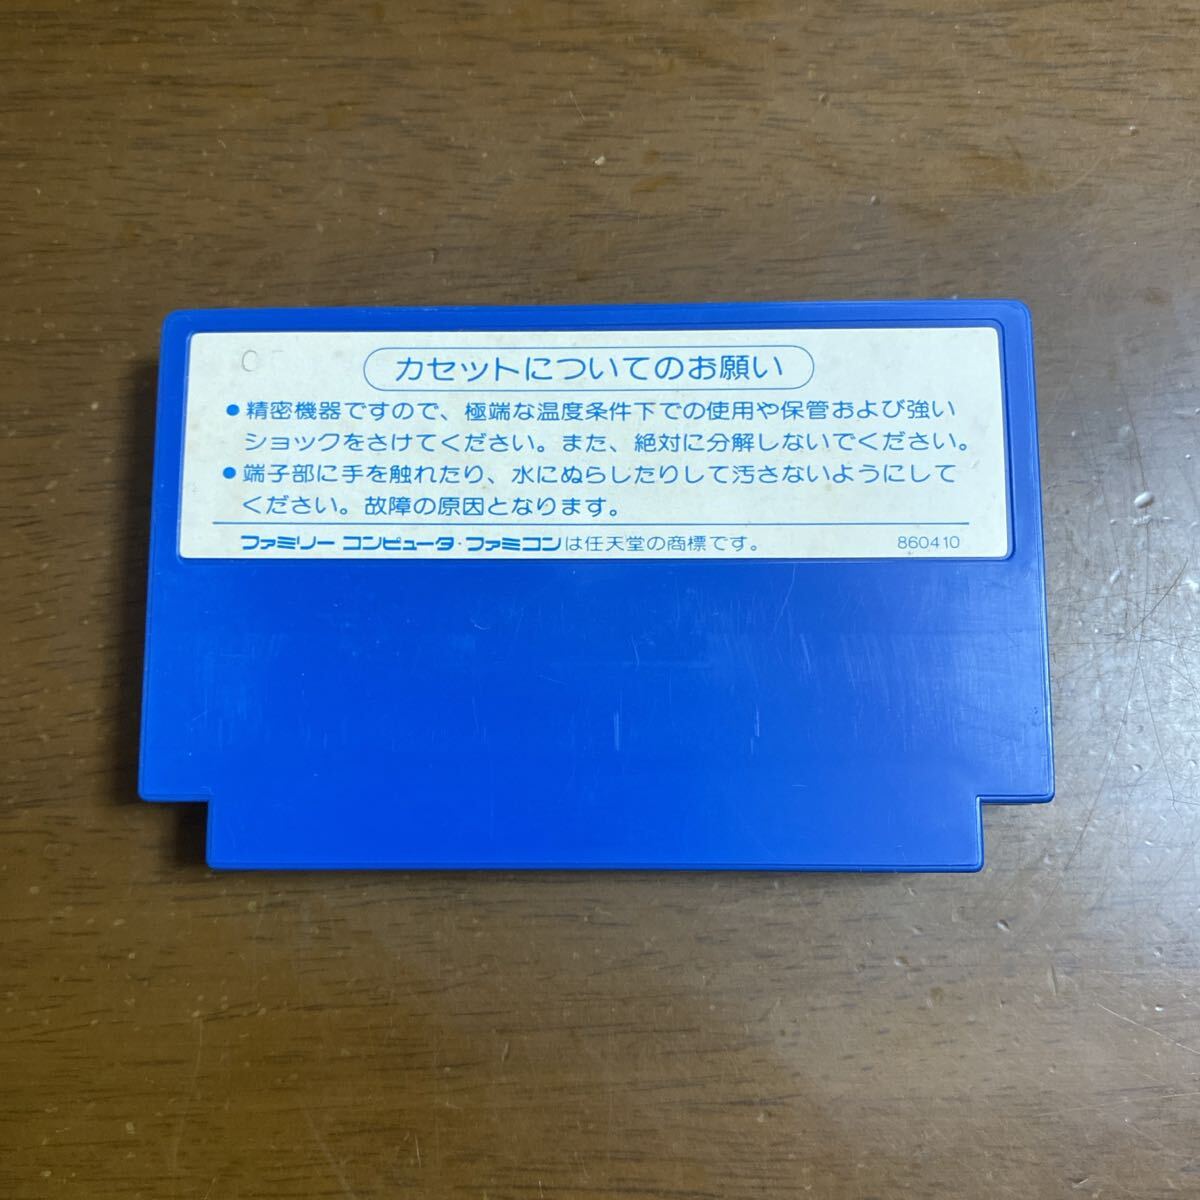 カセットについてのお願い
●精密機器ですので、極端な温度条件下での使用や保管および強い
ショックをさけてください。また、絶対に分解しないでください。
●端子部に手を触れたり、水にぬらしたりして汚さないようにして
ください。故障の原因となります。
ファミリー コンピュータ・ファミコンは任天堂の商標です。 860410